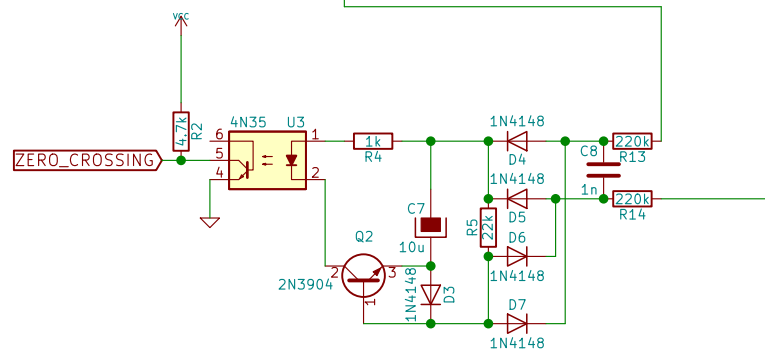 vcc
4.7k
R2
ZERO_CROSSING
4N35
U3
6
5
4
1
2
1k
R4
1N4148
D4
1N4148
D5
C8
1n
220k
R13
220k
R14
C7
10u
R5
22k
D6
1N4148
Q2
2
3
1
2N3904
1N4148
D3
D7
1N4148